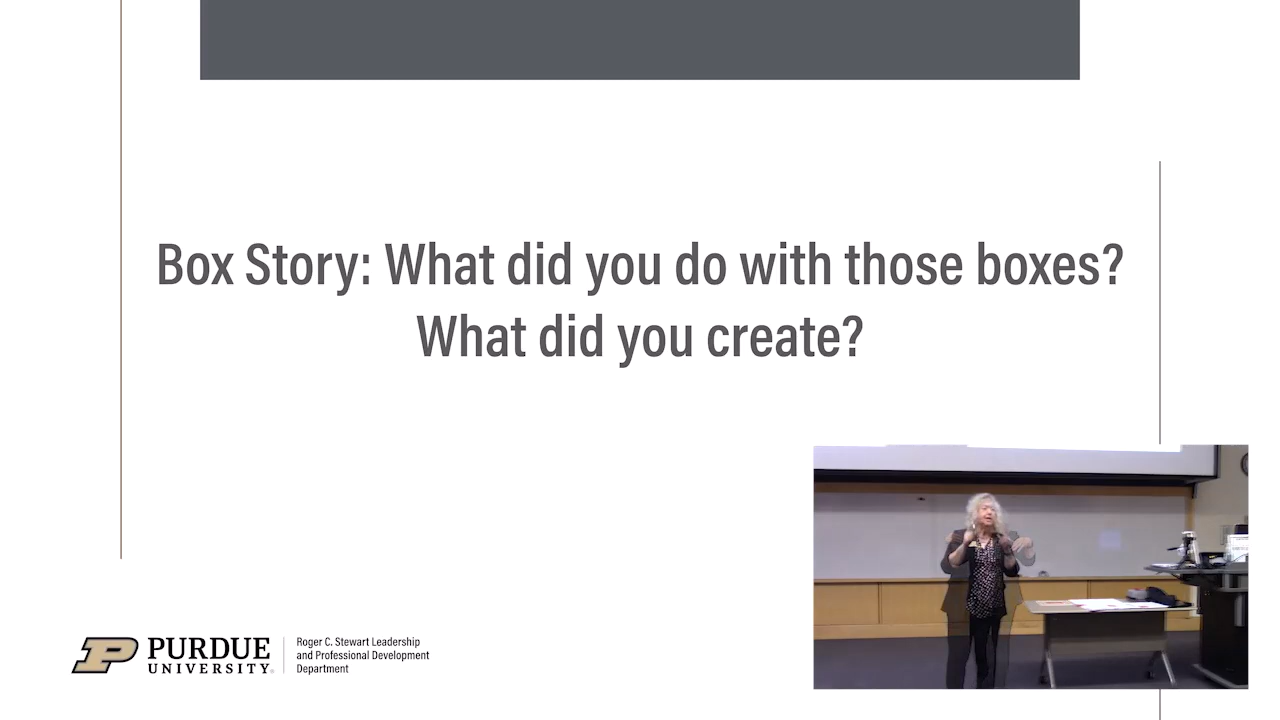 Box Story: What did you do with those boxes?
What did you create?
PURDUE
UNIVERSITY®
Roger C. Stewart Leadership
and Professional Development
Department